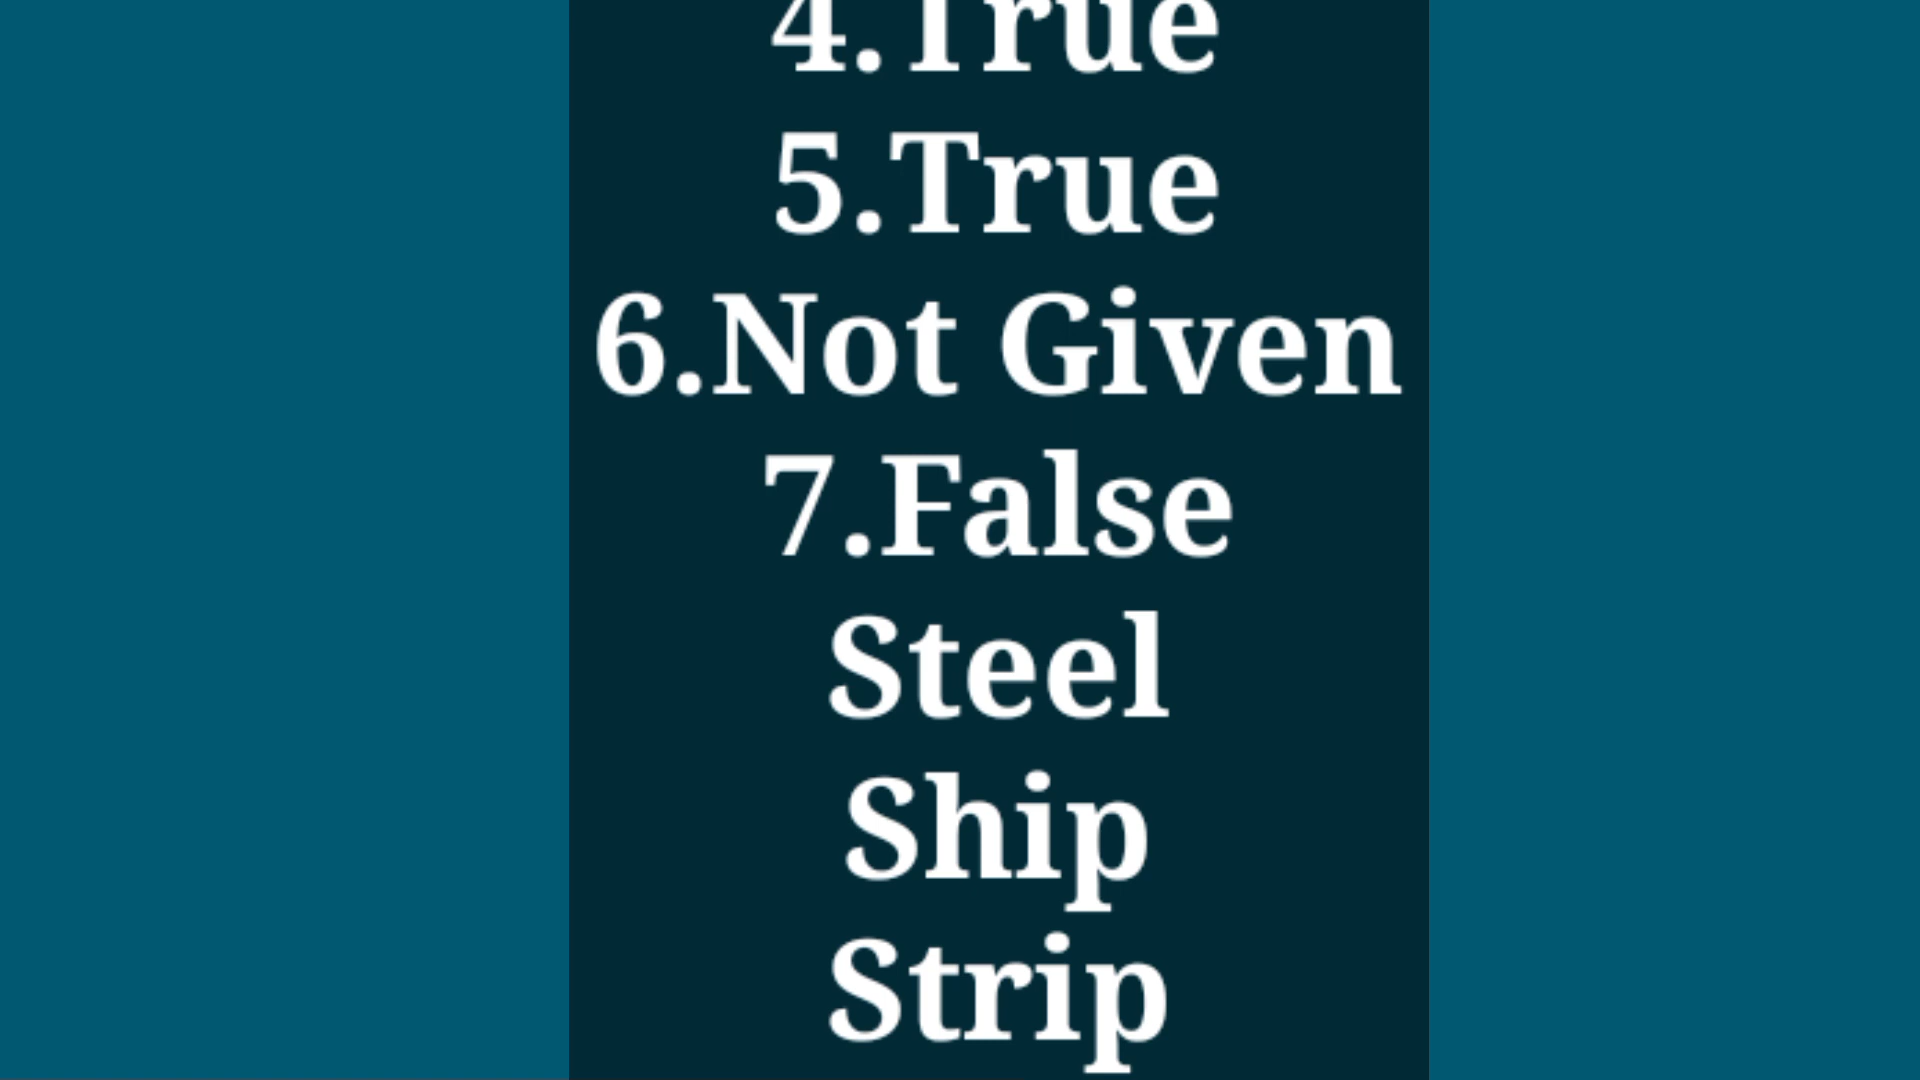 4.True
5.True
6.Not Given
7.False
Steel
Ship
Strip